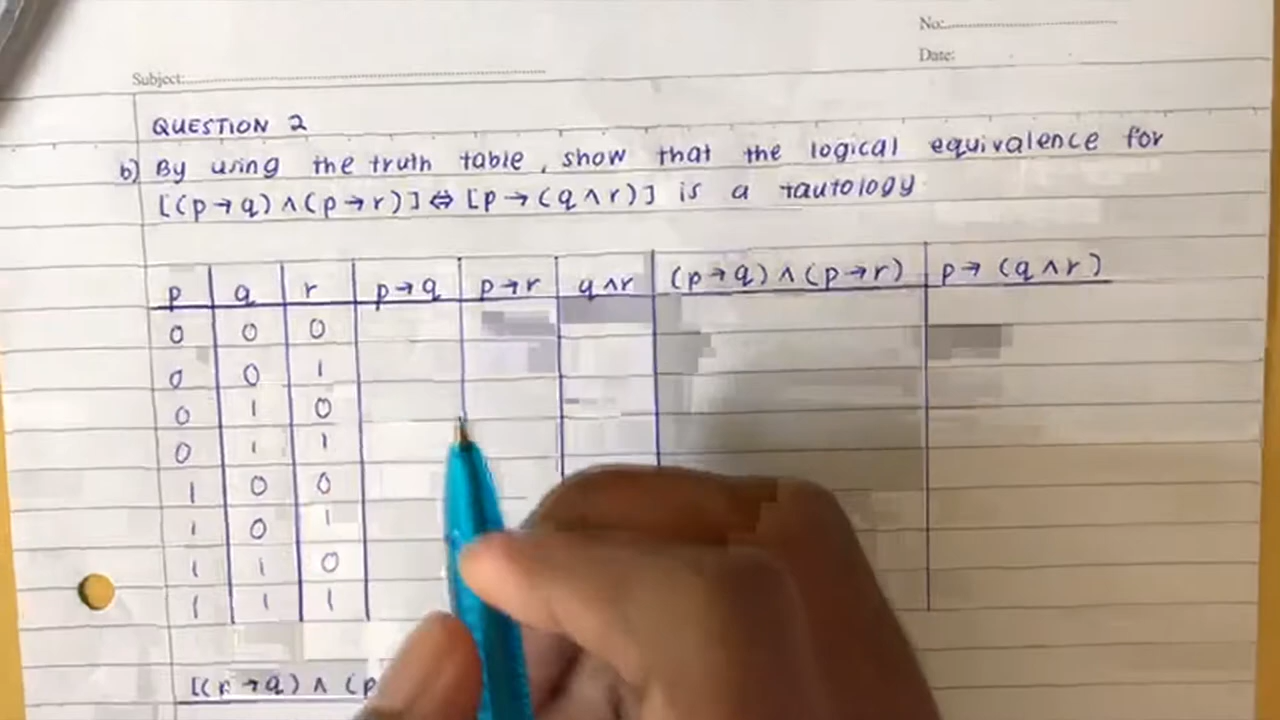 No:
Date:
Subject:
QUESTION 2
b) By using the truth table, show that the logical equivalence for
[(p→q) ∧ (p→r)] ⇔ [p→(q∧r)] is a tautology.
p q r p→q p→r q∧r (p→q) ∧ (p→r) p→ (q∧r)
0 0 0
0 0 1
0 1 0
0 1 1
1 0 0
1 0 1
1 1 0
1 1 1
[(p→q) ∧ (p